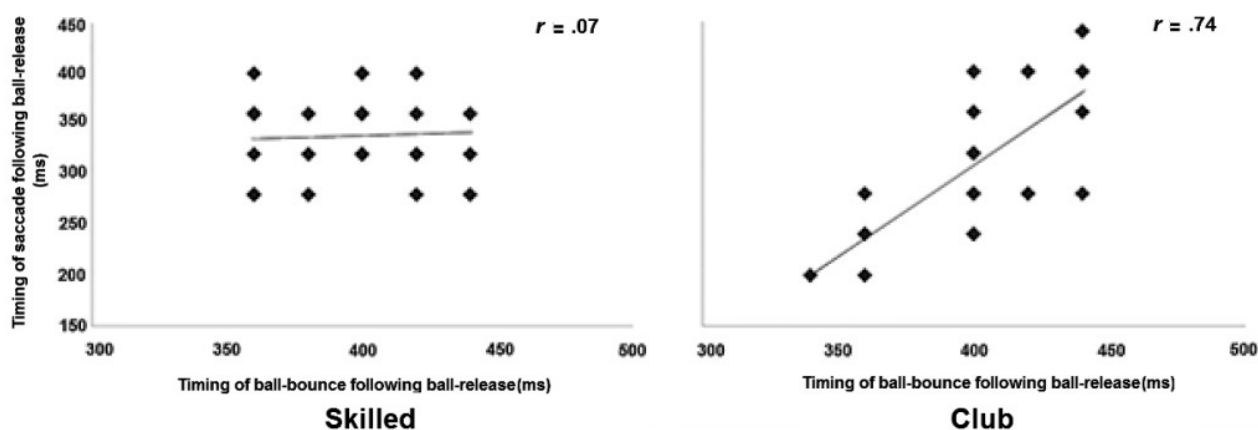 Timing of saccade following ball-release
(ms)
450
400
350
300
250
200
150
r = .07
300 350 400 450 500
Timing of ball-bounce following ball-release(ms)
Skilled
r = .74
300 350 400 450 500
Timing of ball-bounce following ball-release(ms)
Club